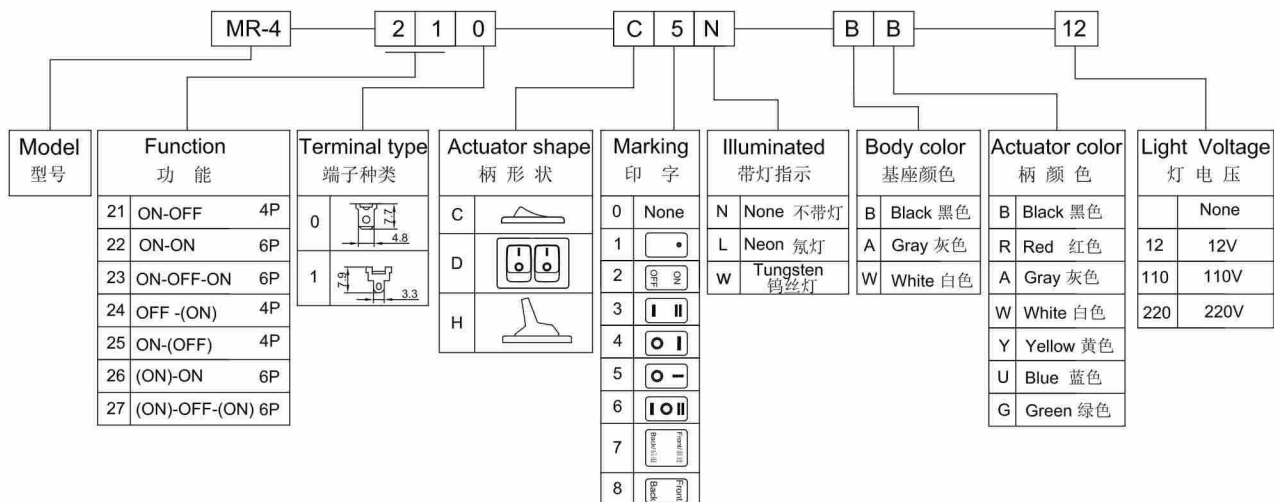 MR-4 2 1 0 C 5 N B B 12
Model
型号
Function
功能
21 ON-OFF 4P
22 ON-ON 6P
23 ON-OFF-ON 6P
24 OFF -(ON) 4P
25 ON-(OFF) 4P
26 (ON)-ON 6P
27 (ON)-OFF-(ON) 6P
Terminal type
端子种类
0 7.7 4.8
1 7.9 3.3
Actuator shape
柄形状
C
D
H
Marking
印字
0 None
1
2 OFF ON
3 I II
4 O I
5 O –
6 I O II
7 Back/后退 Front/前进
8 Back Front
Illuminated
带灯指示
N None 不带灯
L Neon 氖灯
W Tungsten
钨丝灯
Body color
基座颜色
B Black 黑色
A Gray 灰色
W White 白色
Actuator color
柄颜色
B Black 黑色
R Red 红色
A Gray 灰色
W White 白色
Y Yellow 黄色
U Blue 蓝色
G Green 绿色
Light Voltage
灯电压
None
12 12V
110 110V
220 220V